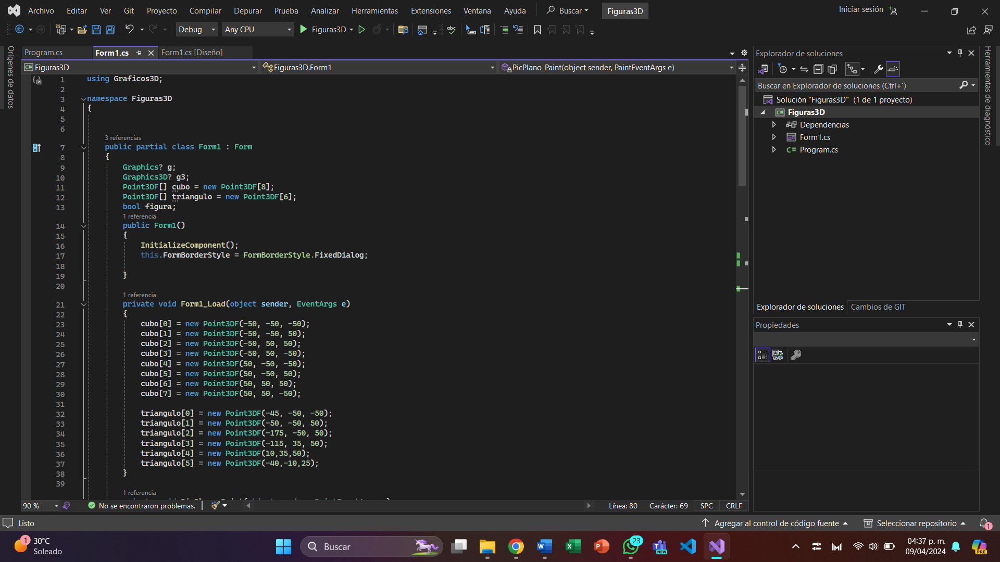 Archivo Editar Ver Git Proyecto Compilar Depurar Prueba Analizar Herramientas Extensiones Ventana Ayuda Buscar Figuras3D Iniciar sesión
Debug Any CPU Figuras3D
Orígenes de datos
Program.cs Form1.cs Form1.cs [Diseño]
Figuras3D Figuras3D.Form1 PicPlano_Paint(object sender, PaintEventArgs e)
1 using Graficos3D;
2
3 namespace Figuras3D
4 {
5
6
3 referencias
7 public partial class Form1 : Form
8 {
9 Graphics? g;
10 Graphics3D? g3;
11 Point3DF[] cubo = new Point3DF[8];
12 Point3DF[] triangulo = new Point3DF[6];
13 bool figura;
1 referencia
14 public Form1()
15 {
16 InitializeComponent();
17 this.FormBorderStyle = FormBorderStyle.FixedDialog;
18
19 }
20
1 referencia
21 private void Form1_Load(object sender, EventArgs e)
22 {
23 cubo[0] = new Point3DF(-50, -50, -50);
24 cubo[1] = new Point3DF(-50, -50, 50);
25 cubo[2] = new Point3DF(-50, 50, 50);
26 cubo[3] = new Point3DF(-50, 50, -50);
27 cubo[4] = new Point3DF(50, -50, -50);
28 cubo[5] = new Point3DF(50, -50, 50);
29 cubo[6] = new Point3DF(50, 50, 50);
30 cubo[7] = new Point3DF(50, 50, -50);
31
32 triangulo[0] = new Point3DF(-45, -50, -50);
33 triangulo[1] = new Point3DF(-50, -50, 50);
34 triangulo[2] = new Point3DF(-175, -50, 50);
35 triangulo[3] = new Point3DF(-115, 35, 50);
36 triangulo[4] = new Point3DF(10,35,50);
37 triangulo[5] = new Point3DF(-40,-10,25);
38 }
39
1 referencia
90 % No se encontraron problemas. Línea: 80 Carácter: 69 SPC CRLF
Explorador de soluciones
Buscar en Explorador de soluciones (Ctrl+´)
Solución "Figuras3D" (1 de 1 proyecto)
Figuras3D
Dependencias
Form1.cs
Program.cs
Explorador de soluciones Cambios de GIT
Propiedades
Herramientas de diagnóstico
Listo Agregar al control de código fuente Seleccionar repositorio 1
1 30°C
Soleado
Buscar
23
NEW
04:37 p. m.
09/04/2024
PRE